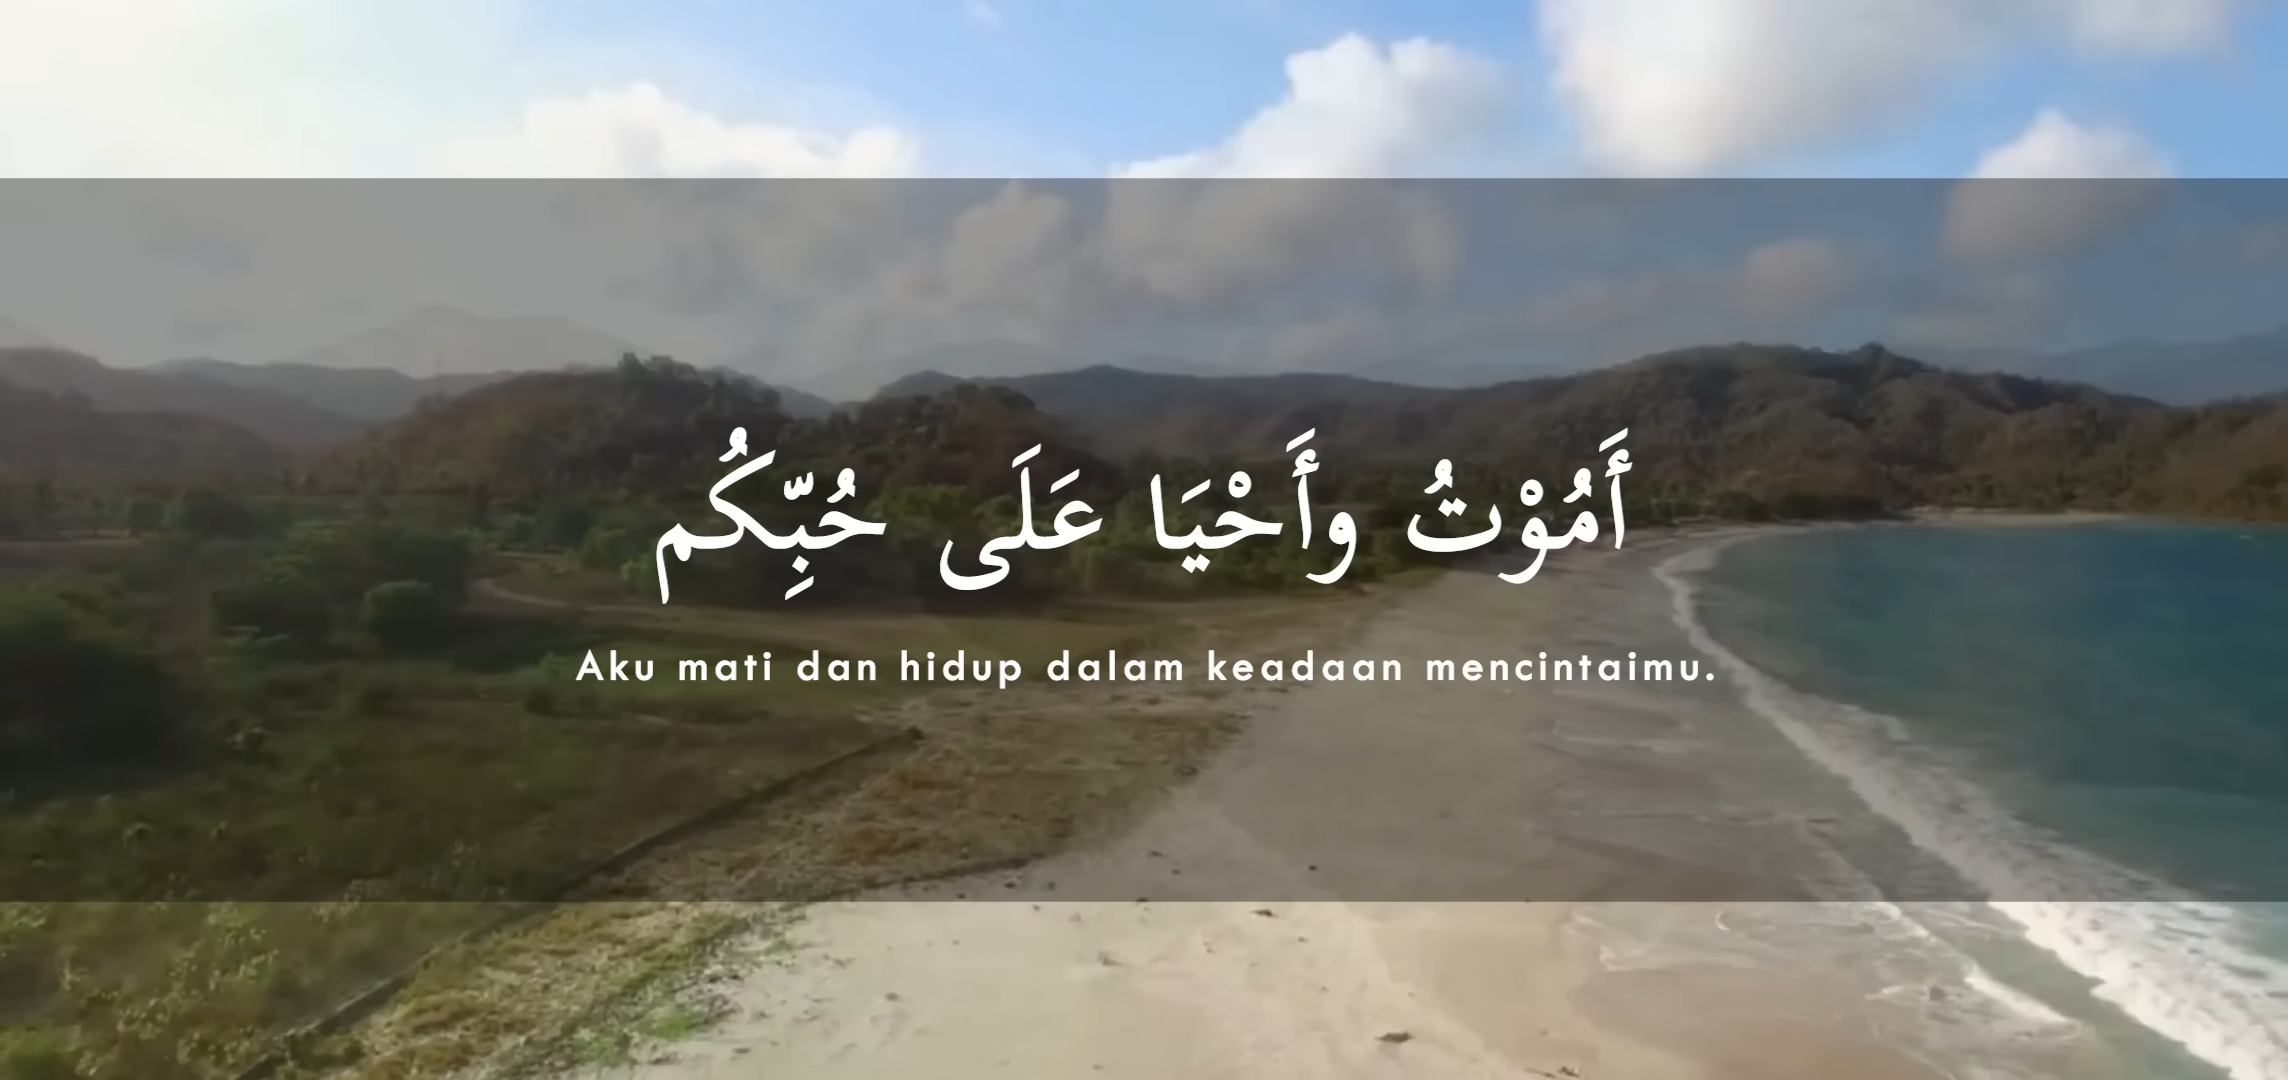 أَمُوْتُ وأَحْيَا عَلَى حُبِّكُم
Aku mati dan hidup dalam keadaan mencintaimu.